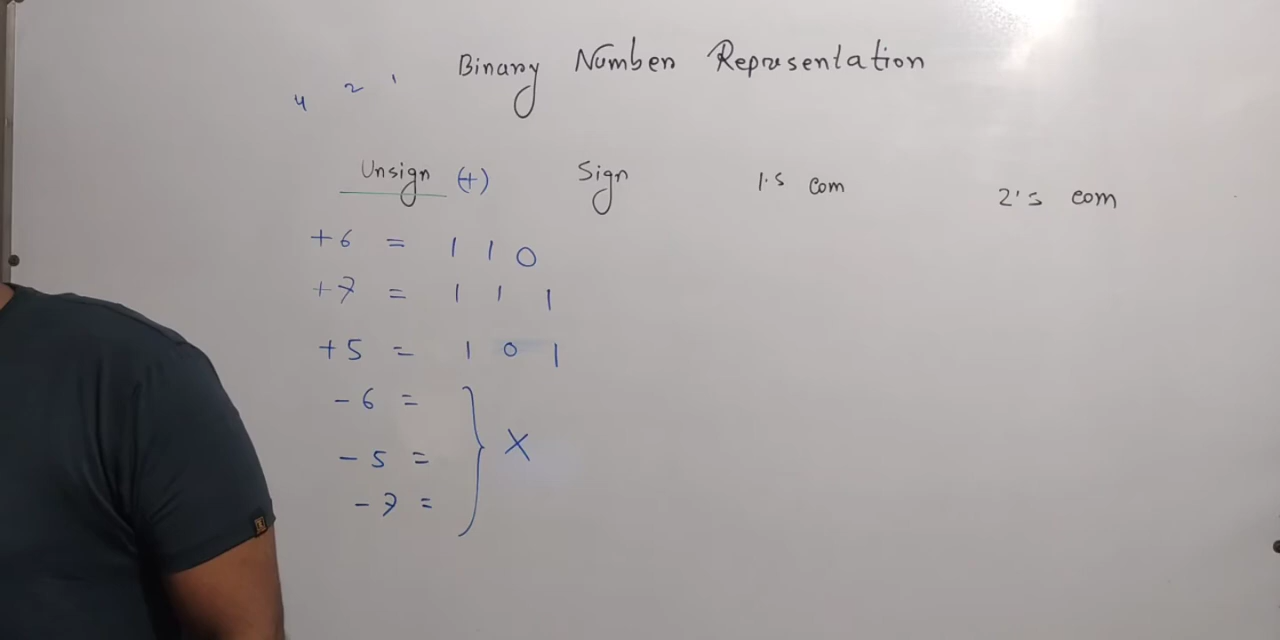 Binary Number Representation
4 2 1
Unsign (+) Sign 1's com 2's com
+6 = 1 1 0
+7 = 1 1 1
+5 = 1 0 1
-6 =
-5 = } X
-7 =